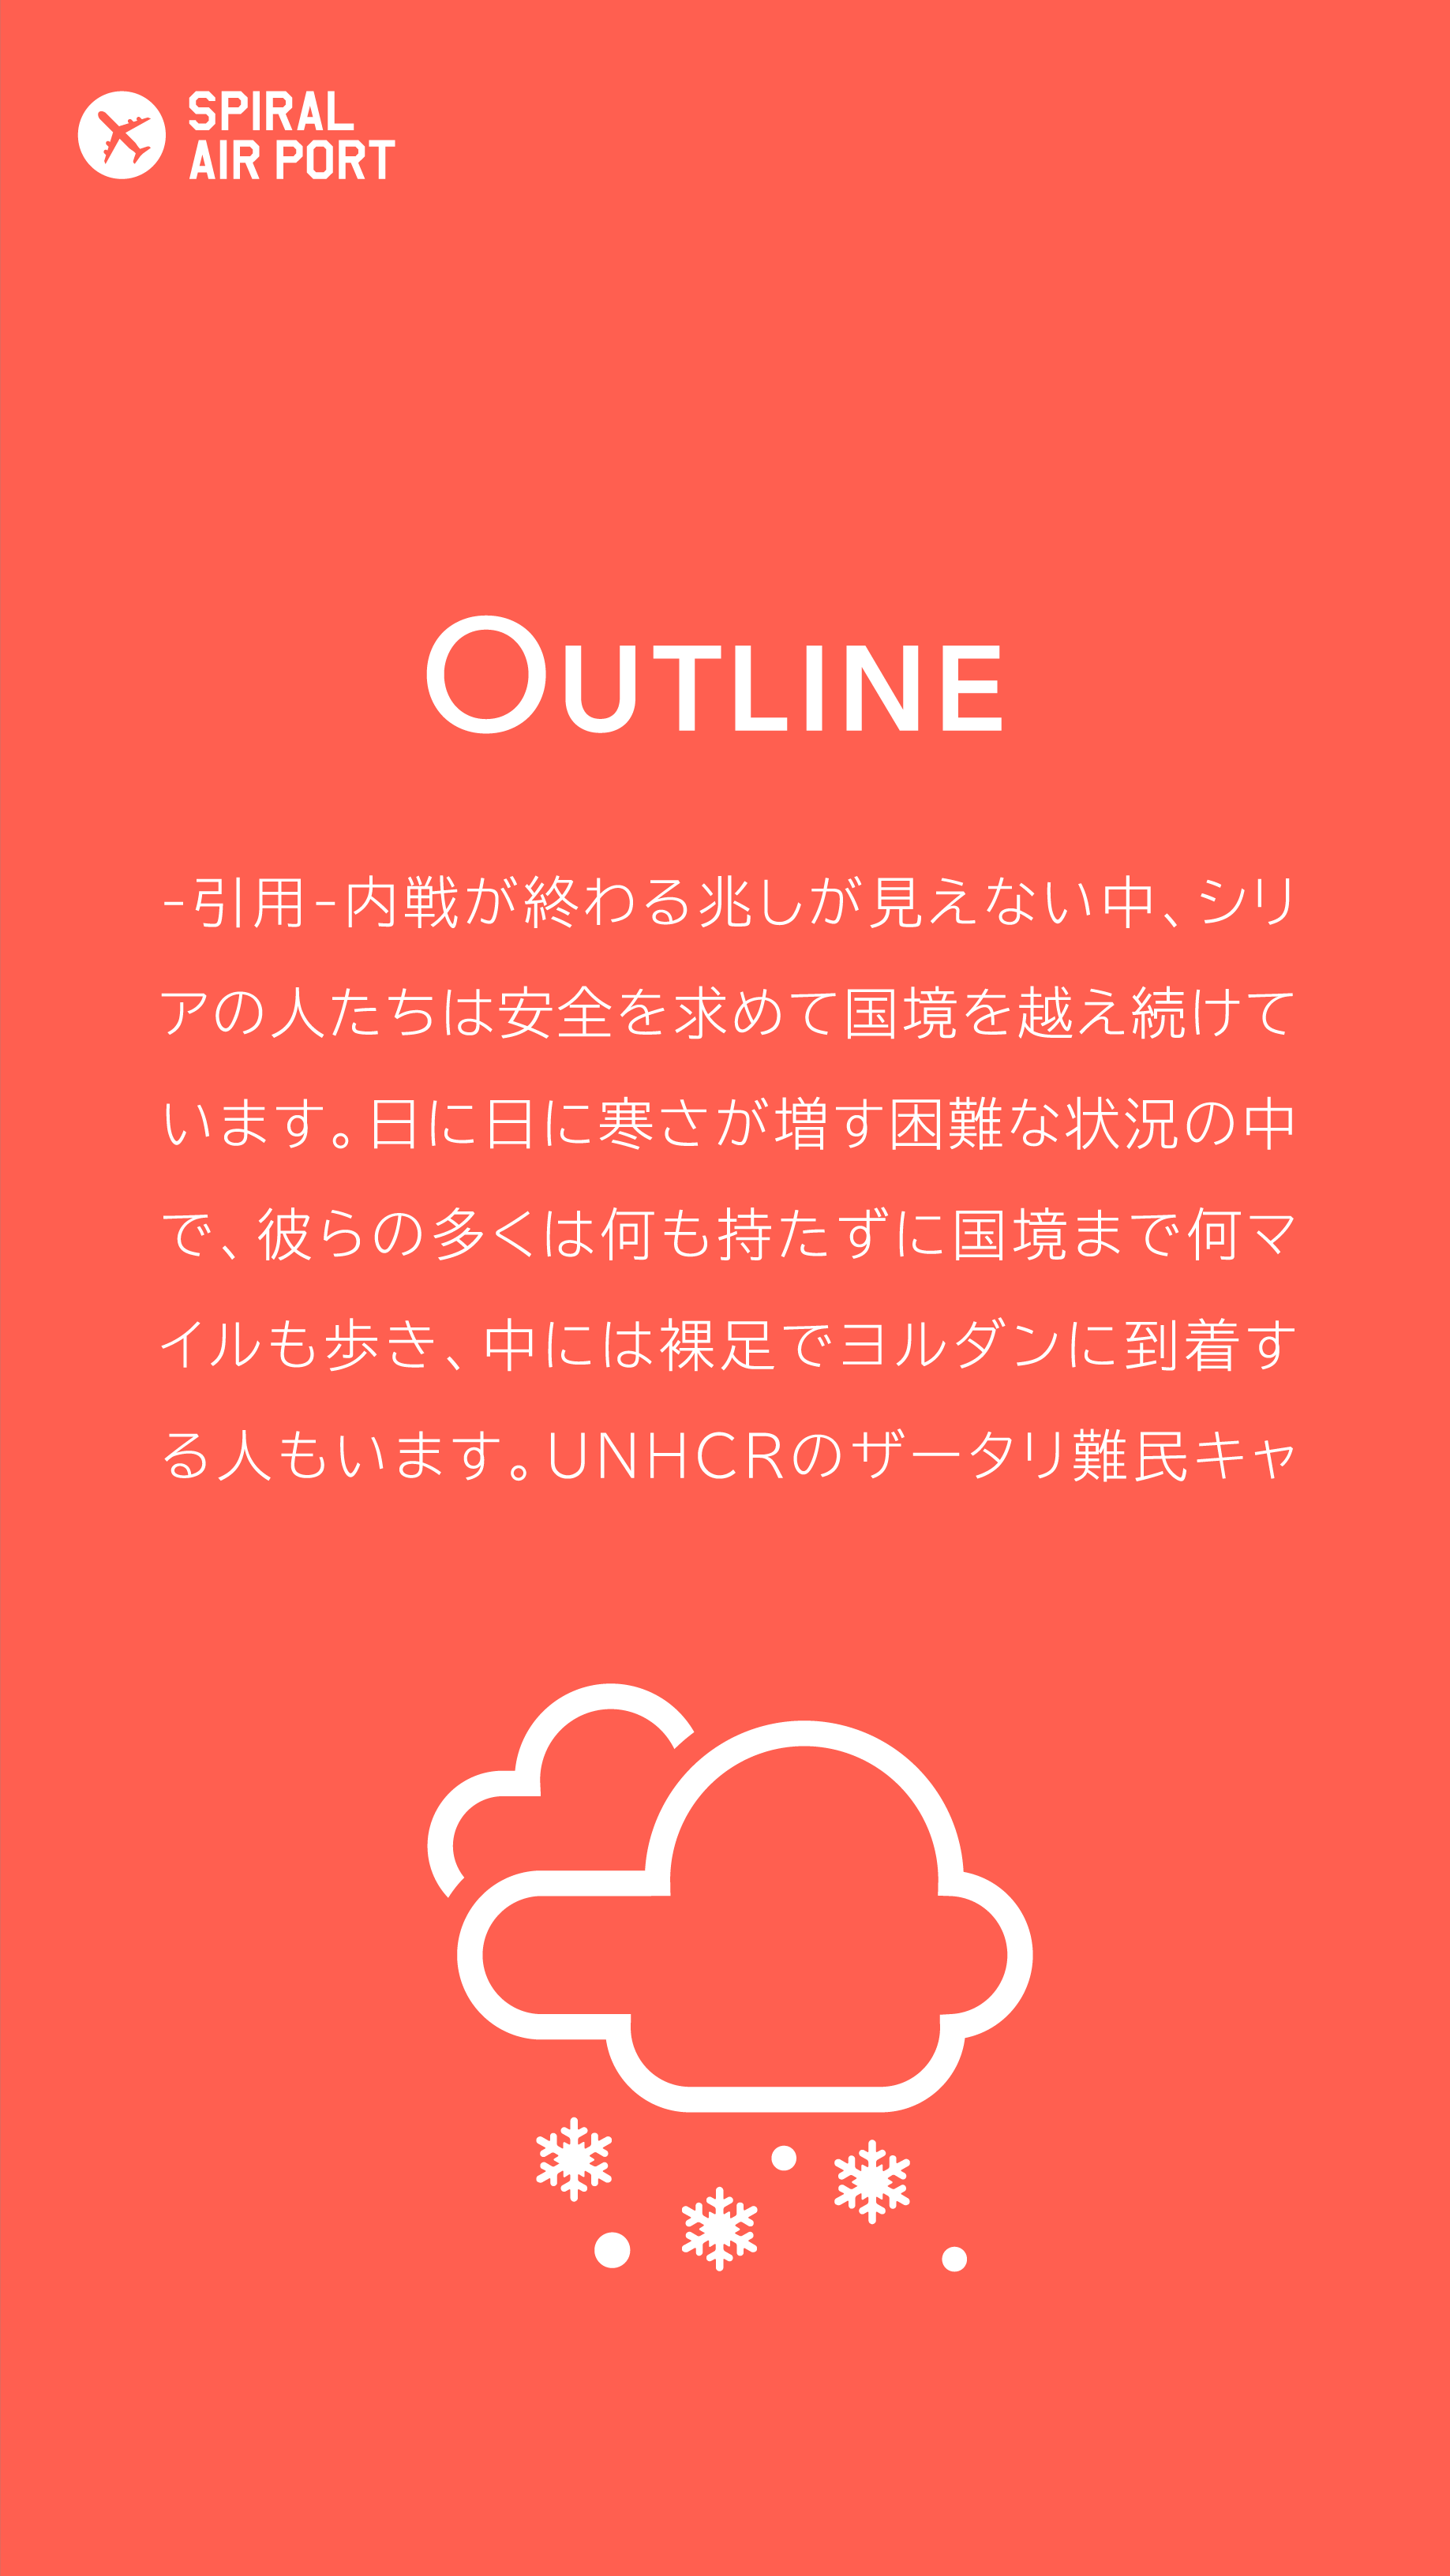 SPIRAL
AIR PORT
OUTLINE
-引用-内戦が終わる兆しが見えない中、シリ
アの人たちは安全を求めて国境を越え続けて
います。日に日に寒さが増す困難な状況の中
で、彼らの多くは何も持たずに国境まで何マ
イルも歩き、中には裸足でヨルダンに到着す
る人もいます。UNHCRのザータリ難民キャ